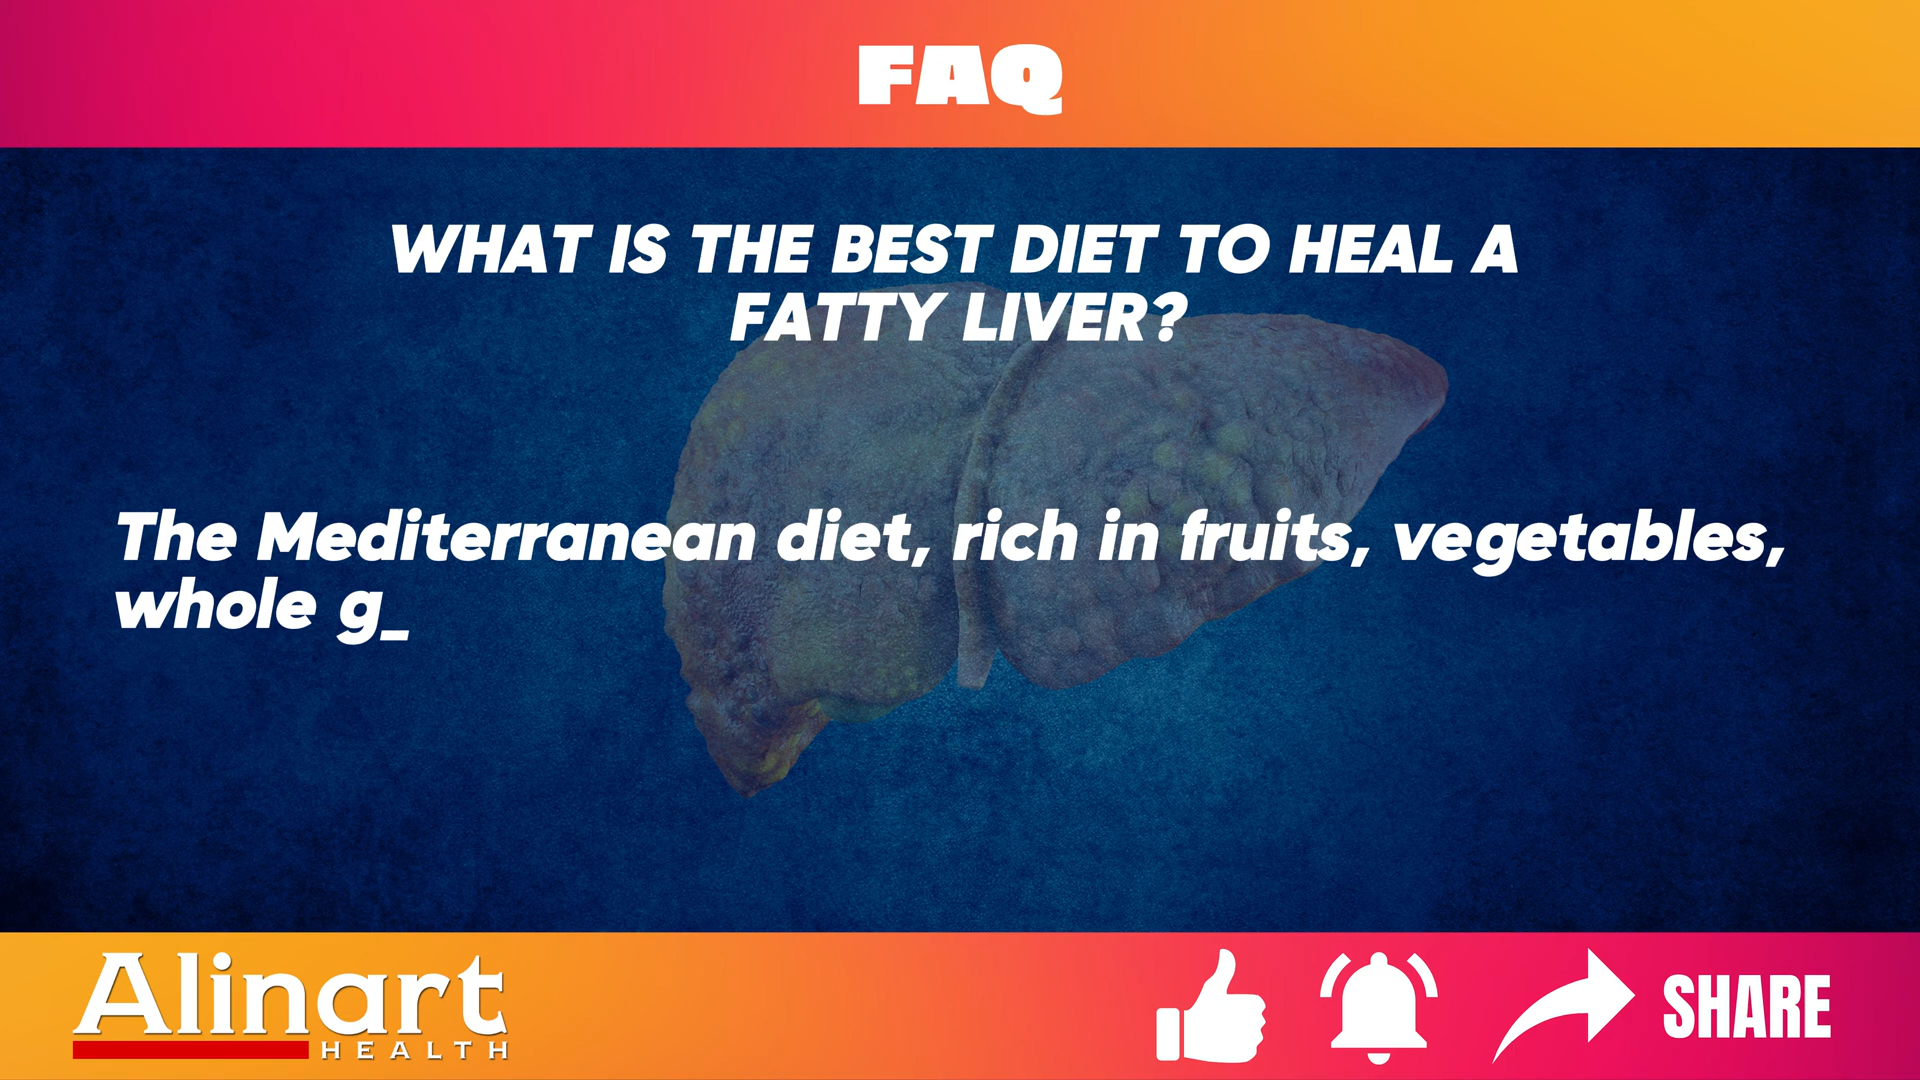 FAQ
WHAT IS THE BEST DIET TO HEAL A
FATTY LIVER?
The Mediterranean diet, rich in fruits, vegetables,
whole g_
Alinart
HEALTH
SHARE